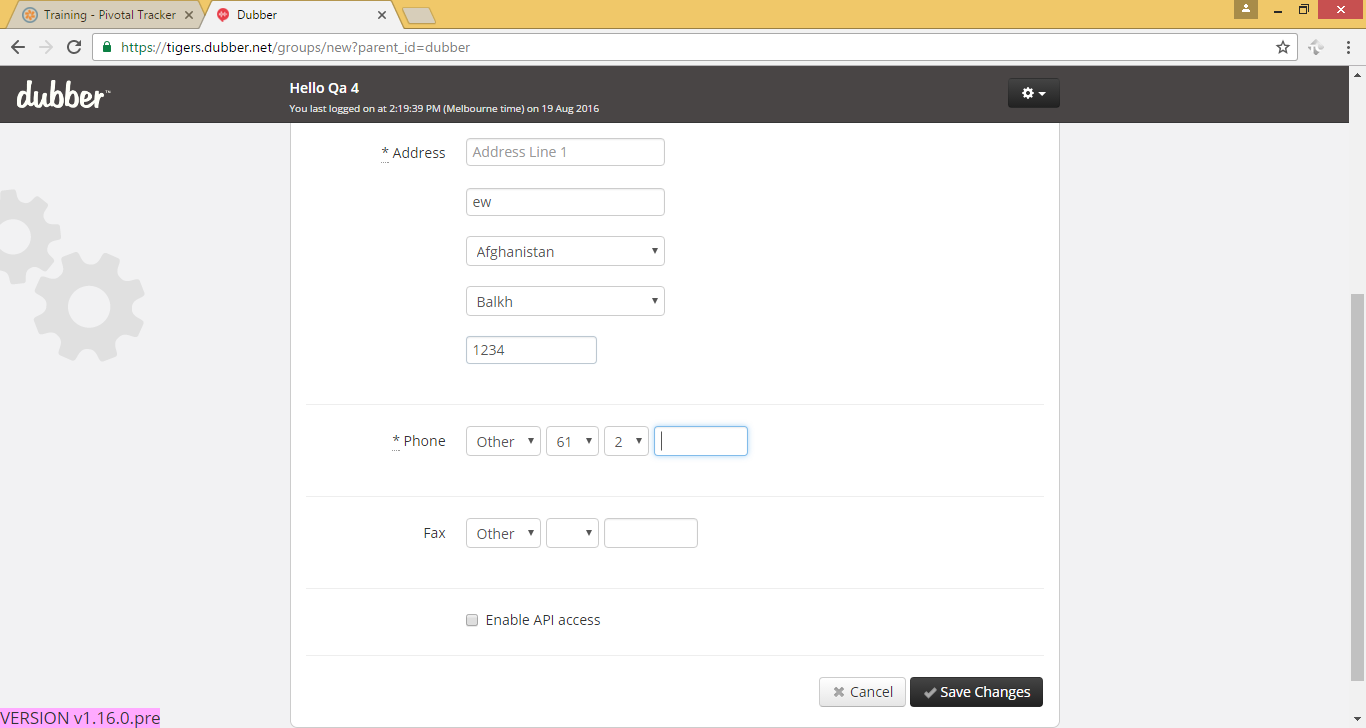 Training - Pivotal Tracker
Dubber
https://tigers.dubber.net/groups/new?parent_id=dubber
dubber™
Hello Qa 4
You last logged on at 2:19:39 PM (Melbourne time) on 19 Aug 2016
* Address
Address Line 1
ew
Afghanistan
Balkh
1234
* Phone
Other
61
2
Fax
Other
Enable API access
Cancel
Save Changes
VERSION v1.16.0.pre